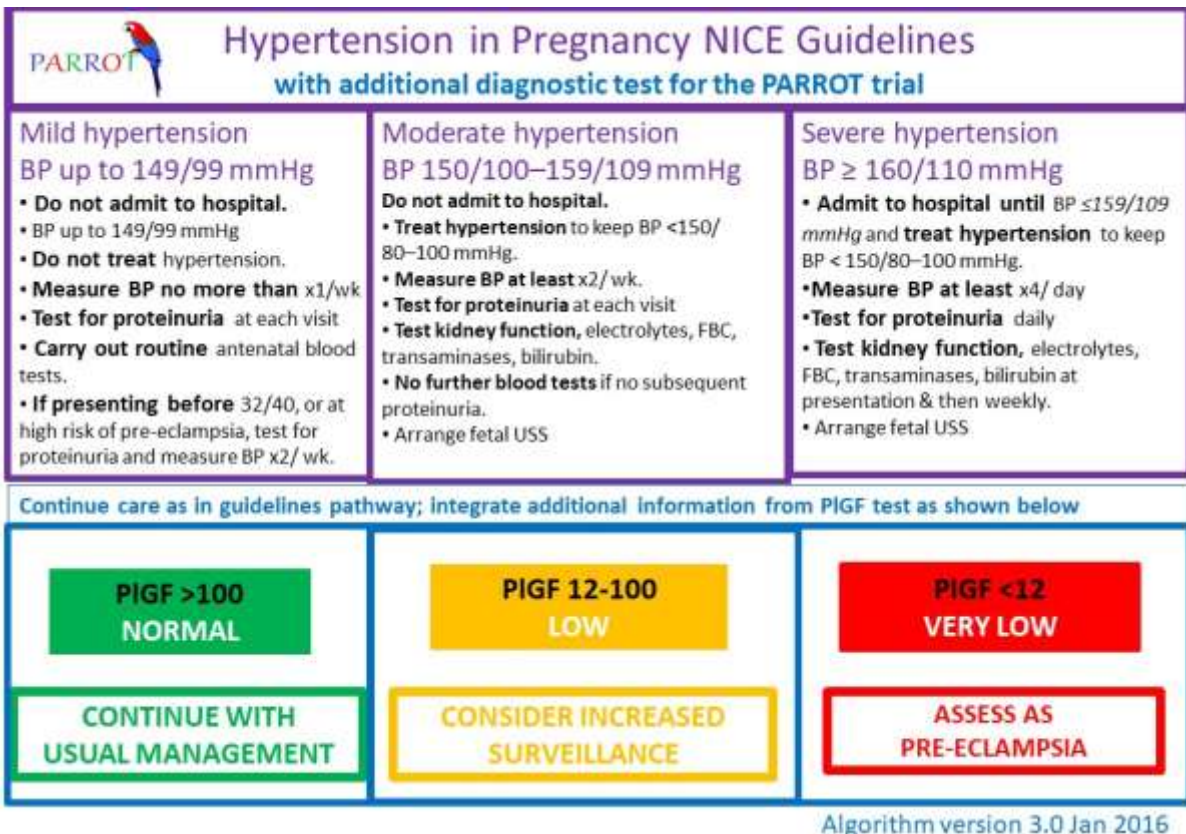 PARROT
Hypertension in Pregnancy NICE Guidelines
with additional diagnostic test for the PARROT trial
Mild hypertension
BP up to 149/99 mmHg
• Do not admit to hospital.
• BP up to 149/99 mmHg
• Do not treat hypertension.
• Measure BP no more than x1/wk
• Test for proteinuria at each visit
• Carry out routine antenatal blood
tests.
• If presenting before 32/40, or at
high risk of pre-eclampsia, test for
proteinuria and measure BP x2/ wk.
Moderate hypertension
BP 150/100–159/109 mmHg
Do not admit to hospital.
• Treat hypertension to keep BP <150/
80–100 mmHg.
• Measure BP at least x2/ wk.
• Test for proteinuria at each visit
• Test kidney function, electrolytes, FBC,
transaminases, bilirubin.
• No further blood tests if no subsequent
proteinuria.
• Arrange fetal USS
Severe hypertension
BP ≥ 160/110 mmHg
• Admit to hospital until BP ≤159/109
mmHg and treat hypertension to keep
BP < 150/80–100 mmHg.
•Measure BP at least x4/ day
•Test for proteinuria daily
• Test kidney function, electrolytes,
FBC, transaminases, bilirubin at
presentation & then weekly.
• Arrange fetal USS
Continue care as in guidelines pathway; integrate additional information from PlGF test as shown below
PlGF >100
NORMAL
CONTINUE WITH
USUAL MANAGEMENT
PlGF 12-100
LOW
CONSIDER INCREASED
SURVEILLANCE
PlGF <12
VERY LOW
ASSESS AS
PRE-ECLAMPSIA
Algorithm version 3.0 Jan 2016